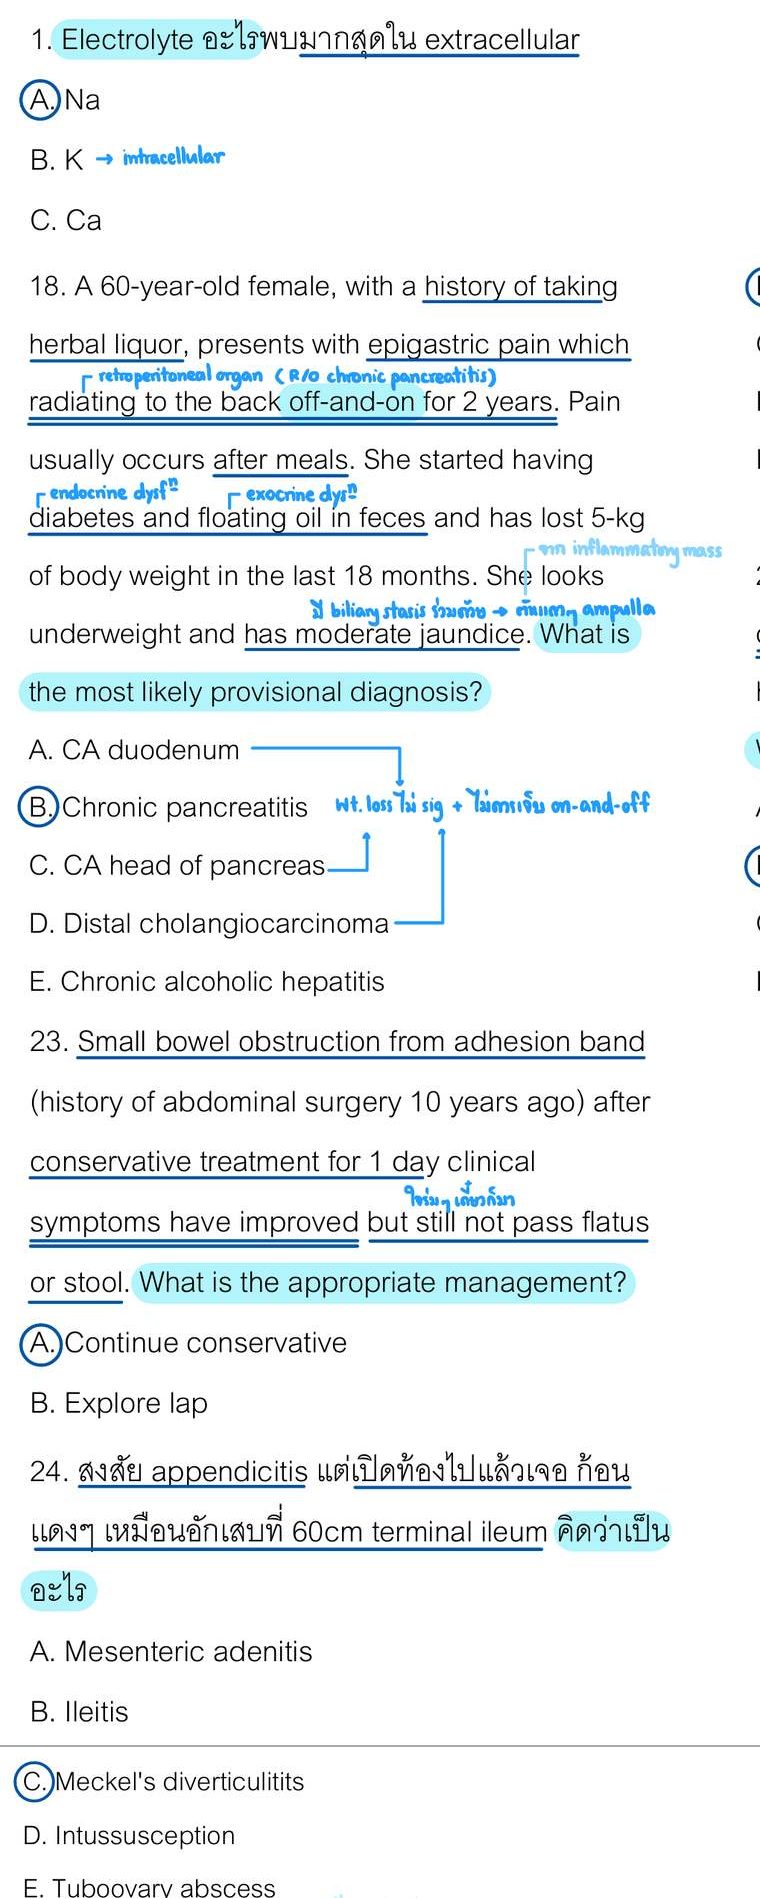 1. Electrolyte อะไรพบมากสุดใน extracellular
A. Na
B. K → intracellular
C. Ca
18. A 60-year-old female, with a history of taking
herbal liquor, presents with epigastric pain which
retroperitoneal organ (R/O chronic pancreatitis)
radiating to the back off-and-on for 2 years. Pain
usually occurs after meals. She started having
endocrine dysfⁿ exocrine dysⁿ
diabetes and floating oil in feces and has lost 5-kg
จาก inflammatory mass
of body weight in the last 18 months. She looks
มี biliary stasis ร่วมด้วย → ตันแถวๆ ampulla
underweight and has moderate jaundice. What is
the most likely provisional diagnosis?
A. CA duodenum
B. Chronic pancreatitis wt. loss ไม่ sig + ไม่ควรเจ็บ on-and-off
C. CA head of pancreas
D. Distal cholangiocarcinoma
E. Chronic alcoholic hepatitis
23. Small bowel obstruction from adhesion band
(history of abdominal surgery 10 years ago) after
conservative treatment for 1 day clinical
ใจร่มๆ เดี๋ยวก็มา
symptoms have improved but still not pass flatus
or stool. What is the appropriate management?
A. Continue conservative
B. Explore lap
24. สงสัย appendicitis แต่เปิดท้องไปแล้วเจอ ก้อน
แดงๆ เหมือนอักเสบที่ 60cm terminal ileum คิดว่าเป็น
อะไร
A. Mesenteric adenitis
B. Ileitis
C. Meckel's diverticulitits
D. Intussusception
E. Tuboovary abscess